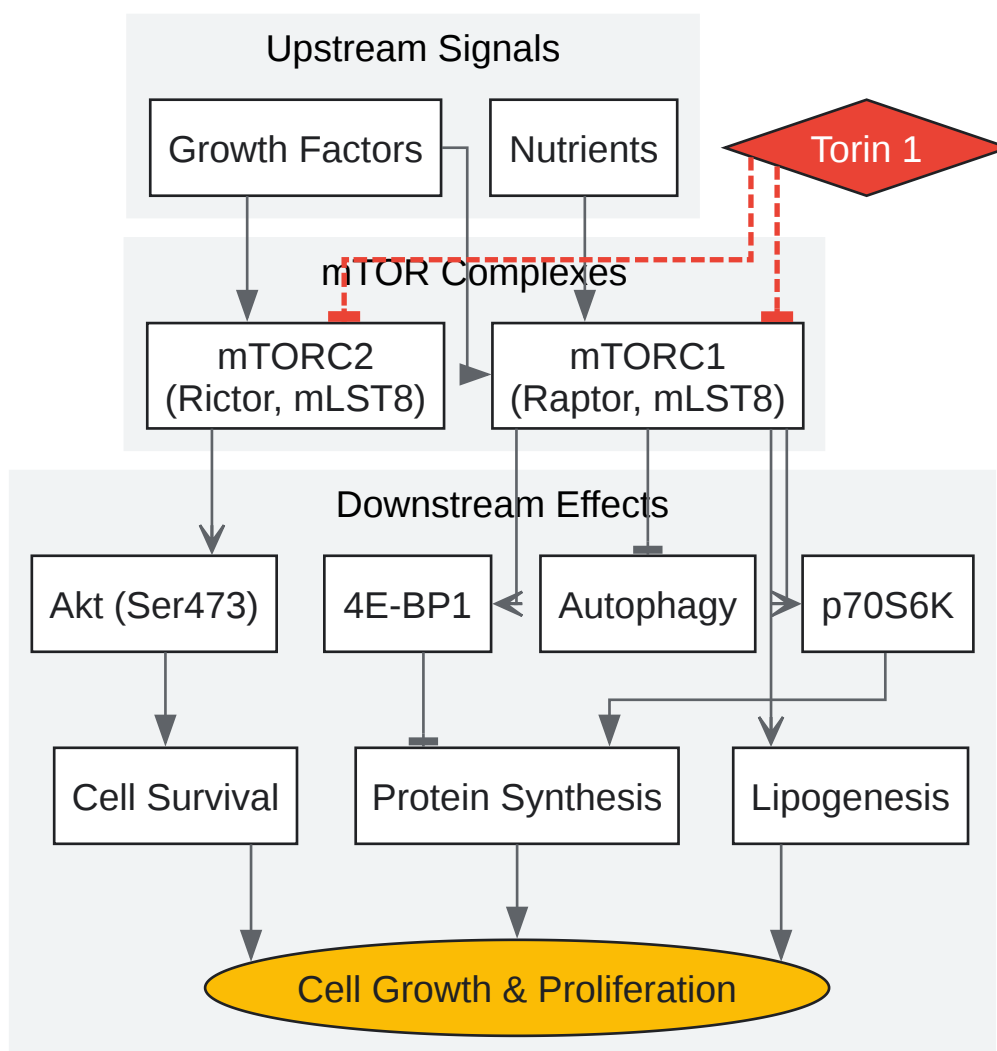 Upstream Signals
Growth Factors
Nutrients
Torin 1
mTOR Complexes
mTORC2
(Rictor, mLST8)
mTORC1
(Raptor, mLST8)
Downstream Effects
Akt (Ser473)
4E-BP1
Autophagy
p70S6K
Cell Survival
Protein Synthesis
Lipogenesis
Cell Growth & Proliferation